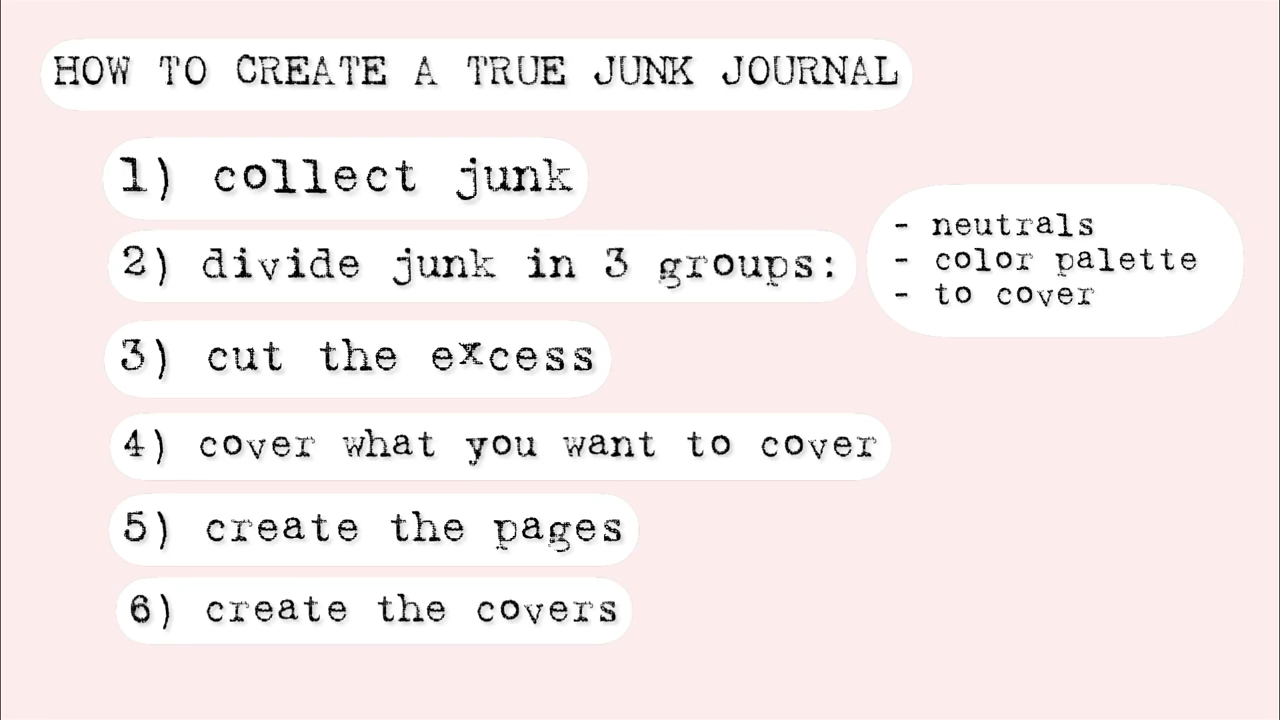 HOW TO CREATE A TRUE JUNK JOURNAL
1) collect junk
2) divide junk in 3 groups:
- neutrals
- color palette
- to cover
3) cut the excess
4) cover what you want to cover
5) create the pages
6) create the covers